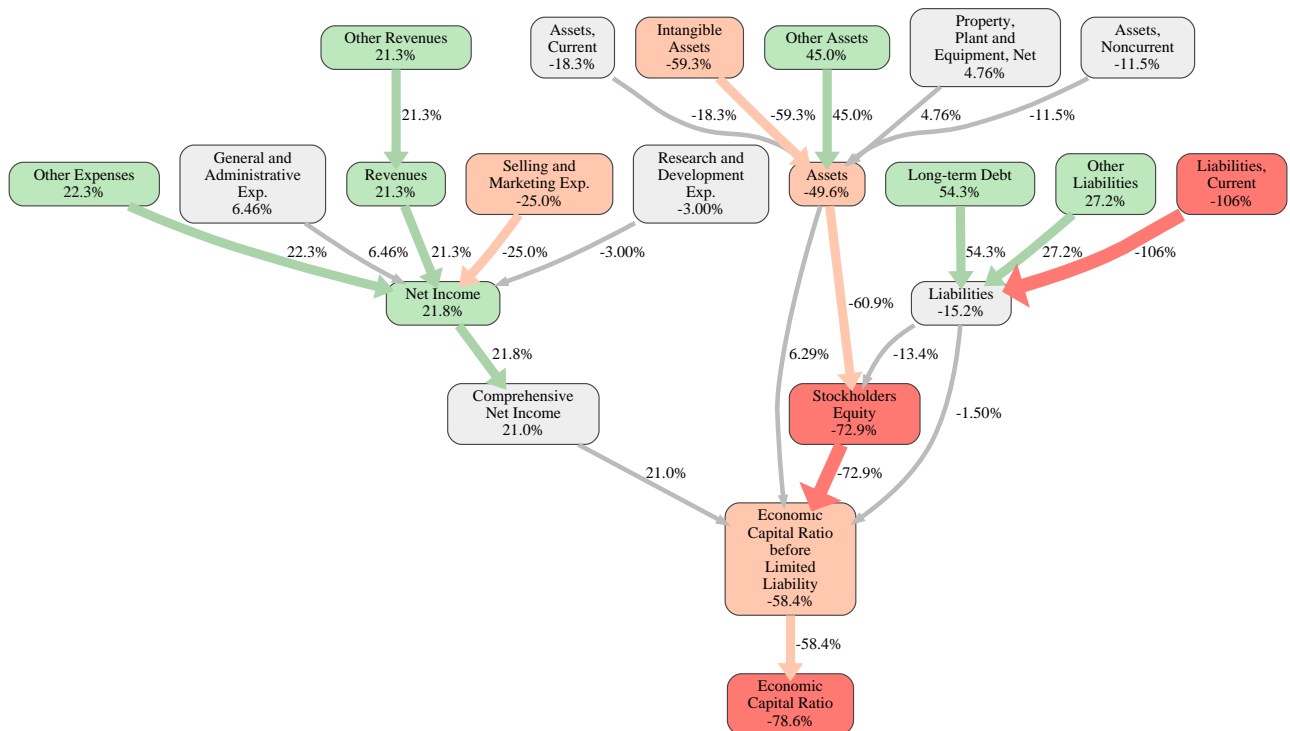 Other Revenues
21.3%
Assets,
Current
-18.3%
Intangible
Assets
-59.3%
Other Assets
45.0%
Property,
Plant and
Equipment, Net
4.76%
Assets,
Noncurrent
-11.5%
21.3%
-18.3%
-59.3%
45.0%
4.76%
-11.5%
Other Expenses
22.3%
General and
Administrative
Exp.
6.46%
Revenues
21.3%
Selling and
Marketing Exp.
-25.0%
Research and
Development
Exp.
-3.00%
Assets
-49.6%
Long-term Debt
54.3%
Other
Liabilities
27.2%
Liabilities,
Current
-106%
22.3%
6.46%
21.3%
-25.0%
-3.00%
54.3%
27.2%
-106%
Net Income
21.8%
-60.9%
Liabilities
-15.2%
21.8%
6.29%
-13.4%
Comprehensive
Net Income
21.0%
Stockholders
Equity
-72.9%
-1.50%
21.0%
-72.9%
Economic
Capital Ratio
before
Limited
Liability
-58.4%
-58.4%
Economic
Capital Ratio
-78.6%